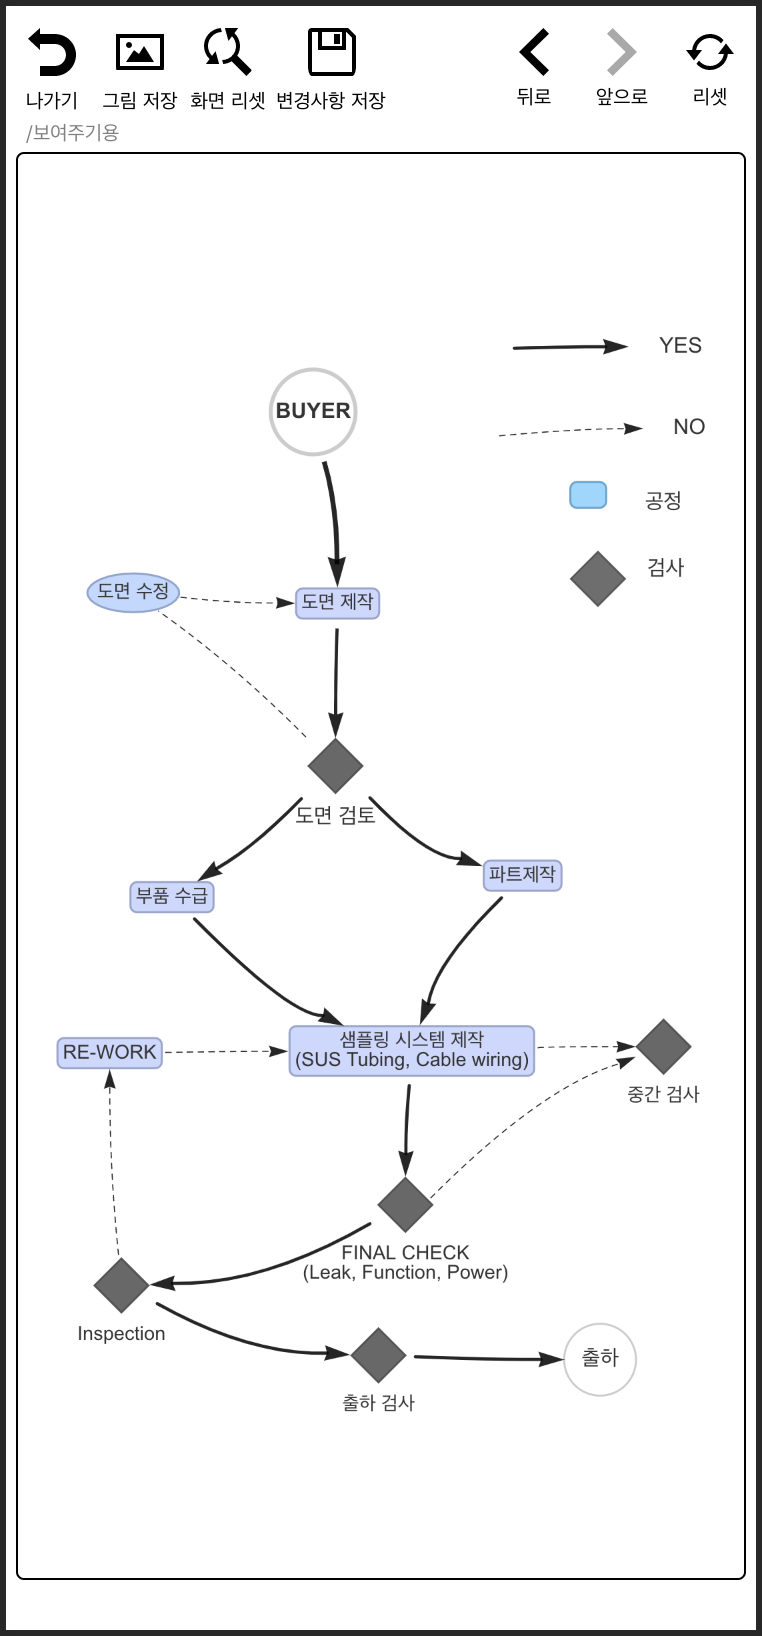 나가기
그림 저장
화면 리셋
변경사항 저장
뒤로
앞으로
리셋
/보여주기용
YES
BUYER
NO
공정
검사
도면 수정
도면 제작
도면 검토
부품 수급
파트제작
RE-WORK
샘플링 시스템 제작
(SUS Tubing, Cable wiring)
중간 검사
FINAL CHECK
(Leak, Function, Power)
Inspection
출하
출하 검사